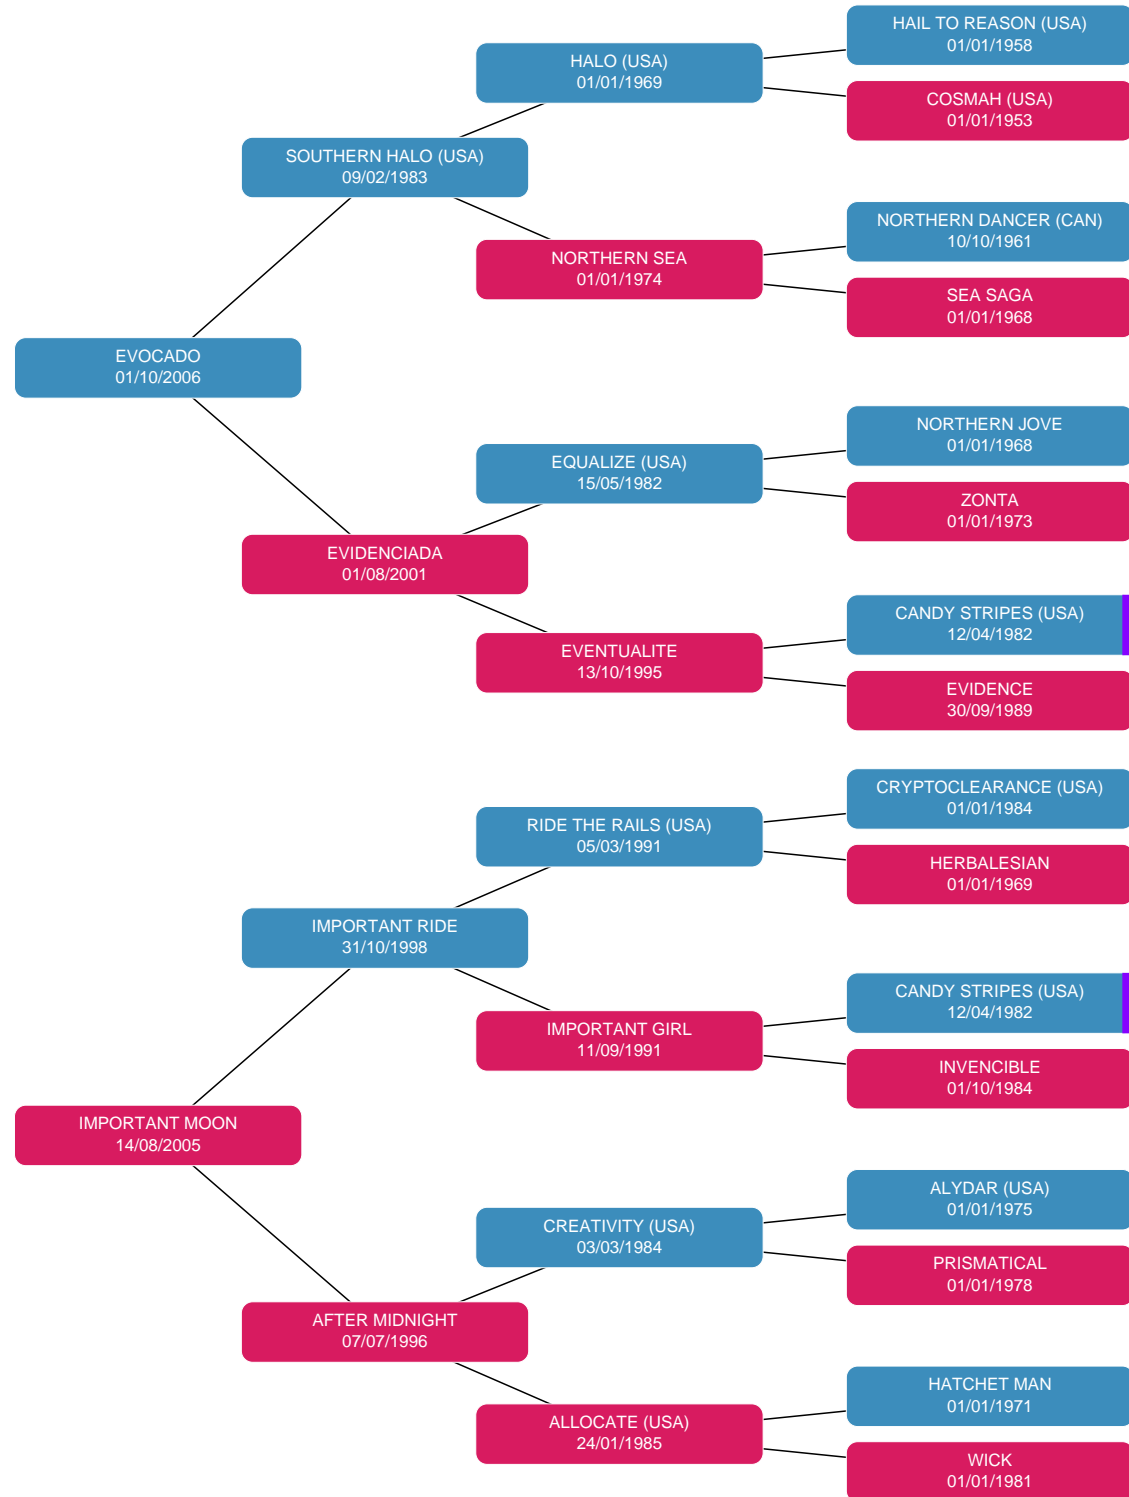 HAIL TO REASON (USA)
01/01/1958
HALO (USA)
01/01/1969
COSMAH (USA)
01/01/1953
SOUTHERN HALO (USA)
09/02/1983
NORTHERN DANCER (CAN)
10/10/1961
NORTHERN SEA
01/01/1974
SEA SAGA
01/01/1968
EVOCADO
01/10/2006
NORTHERN JOVE
01/01/1968
EQUALIZE (USA)
15/05/1982
ZONTA
01/01/1973
EVIDENCIADA
01/08/2001
CANDY STRIPES (USA)
12/04/1982
EVENTUALITE
13/10/1995
EVIDENCE
30/09/1989
CRYPTOCLEARANCE (USA)
01/01/1984
RIDE THE RAILS (USA)
05/03/1991
HERBALESIAN
01/01/1969
IMPORTANT RIDE
31/10/1998
CANDY STRIPES (USA)
12/04/1982
IMPORTANT GIRL
11/09/1991
INVENCIBLE
01/10/1984
IMPORTANT MOON
14/08/2005
ALYDAR (USA)
01/01/1975
CREATIVITY (USA)
03/03/1984
PRISMATICAL
01/01/1978
AFTER MIDNIGHT
07/07/1996
HATCHET MAN
01/01/1971
ALLOCATE (USA)
24/01/1985
WICK
01/01/1981